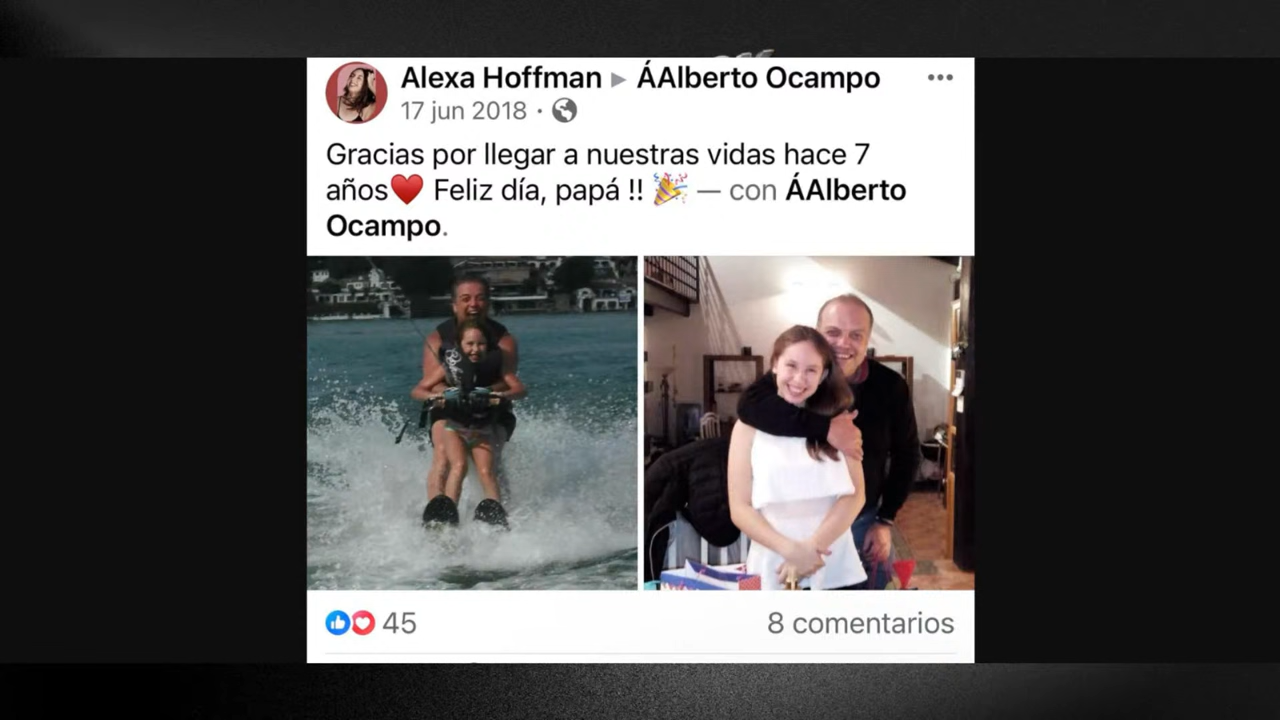 Alexa Hoffman ▸ ÁAlberto Ocampo
17 jun 2018 ·
Gracias por llegar a nuestras vidas hace 7
años❤️ Feliz día, papá !! 🎉 — con ÁAlberto
Ocampo.
45
8 comentarios